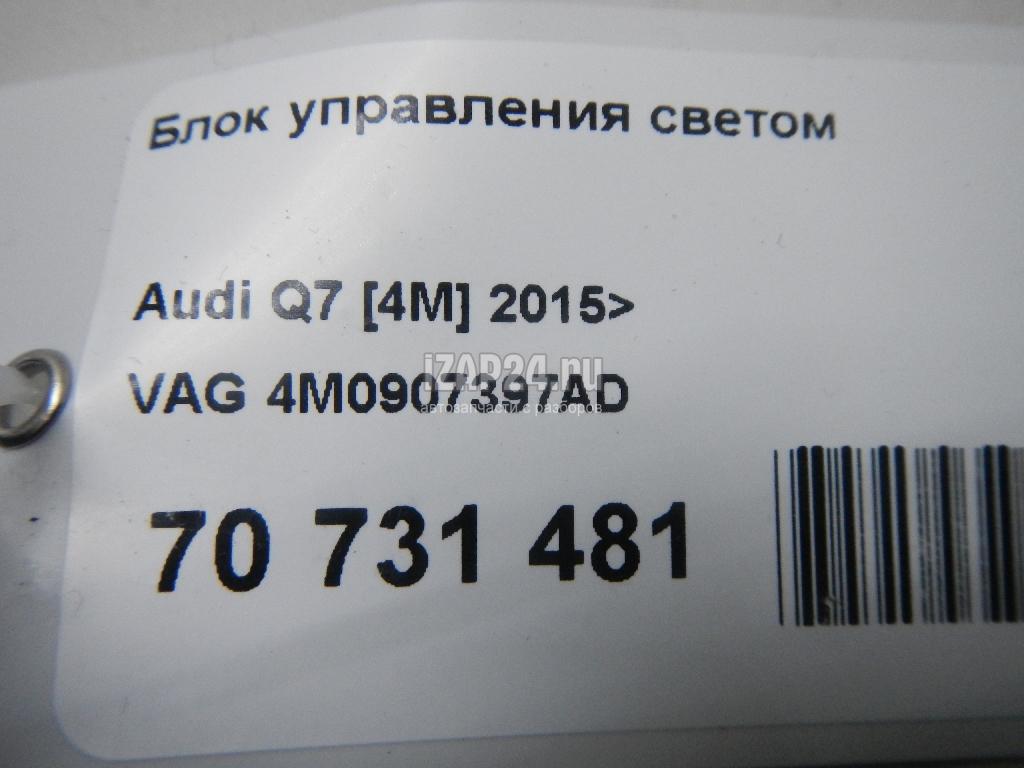 Блок управления светом
Audi Q7 [4M] 2015>
iZAP24.ru
VAG 4M0907397AD
автозапчасти с разборов
70 731 481